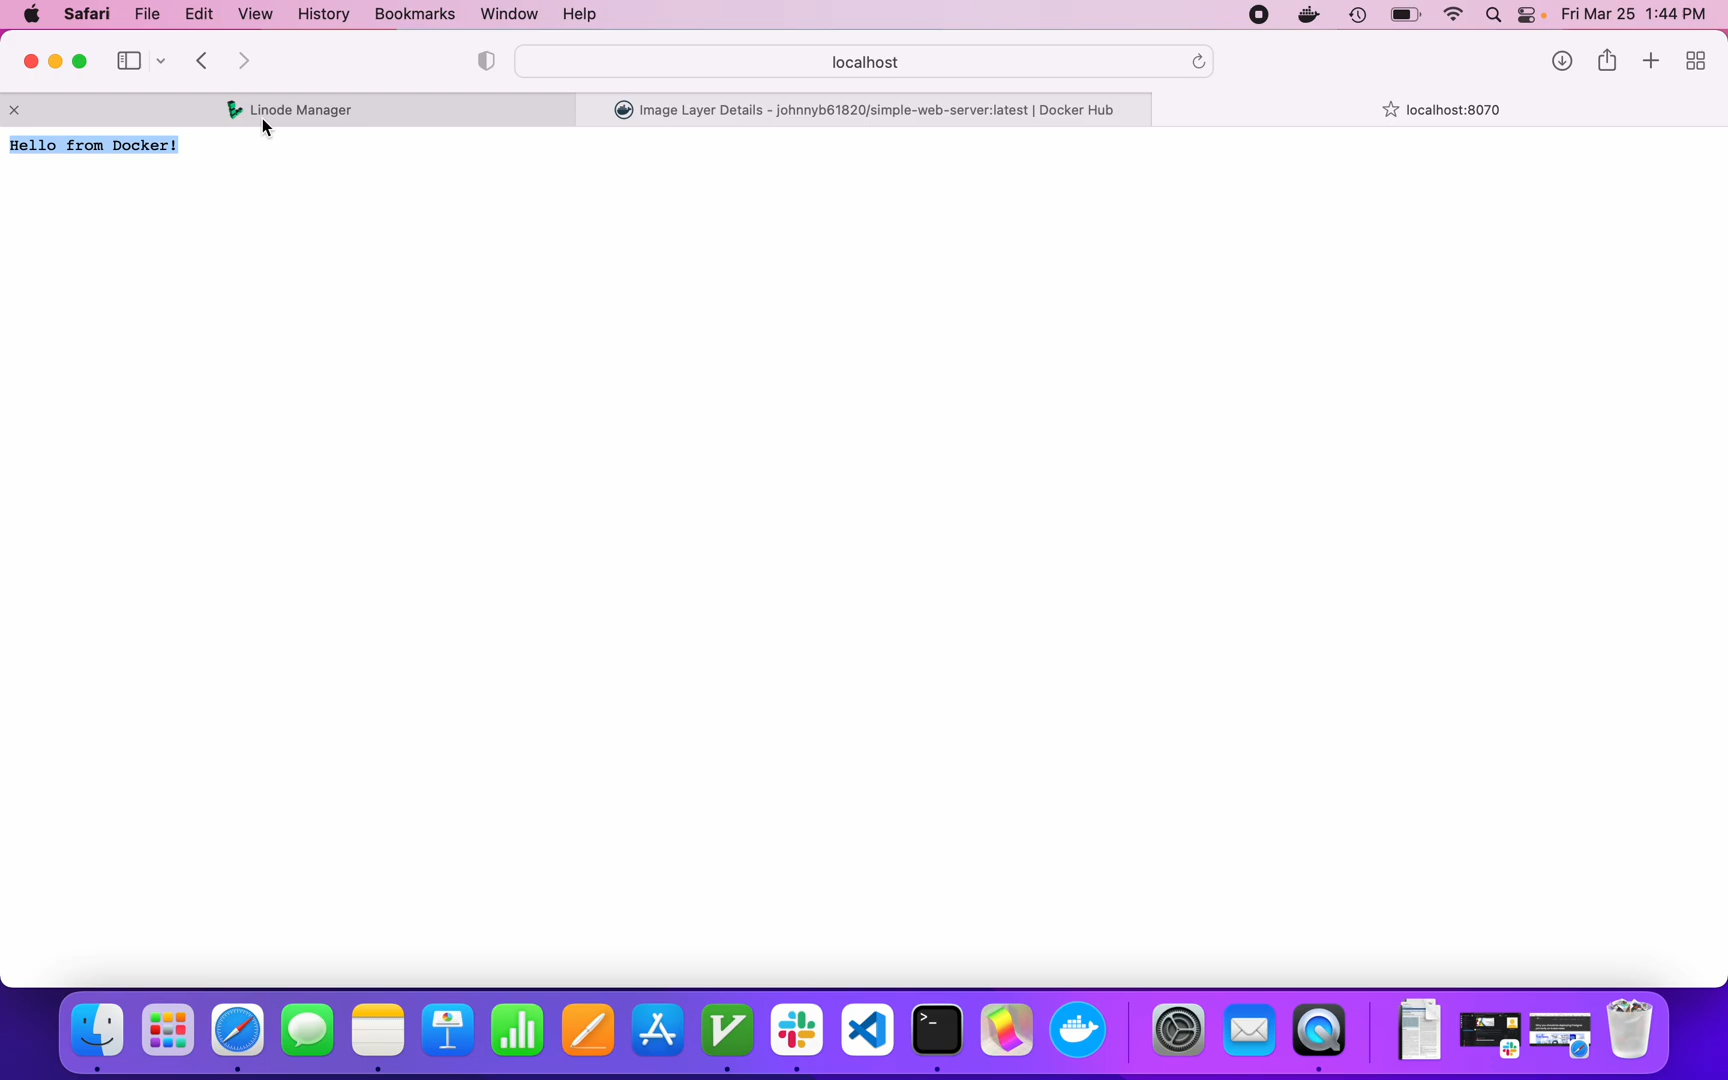 Safari File Edit View History Bookmarks Window Help Fri Mar 25 1:44 PM
localhost
Linode Manager
Image Layer Details - johnnyb61820/simple-web-server:latest | Docker Hub
localhost:8070
Hello from Docker!
>_